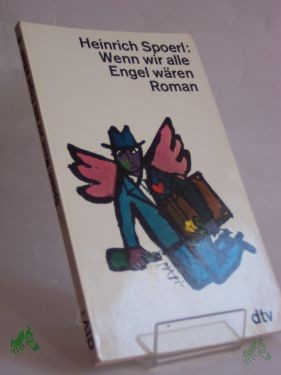 Heinrich Spoerl:
Wenn wir alle
Engel wären
Roman
dtv